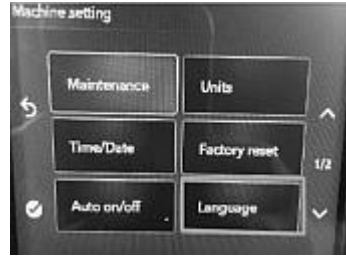 Machine setting
Maintenance
Units
Time/Date
Factory reset
1/2
Auto on/off
Language